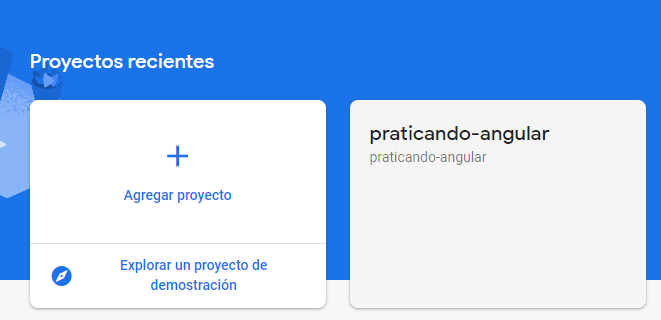 Proyectos recientes
Agregar proyecto
Explorar un proyecto de
demostración
praticando-angular
praticando-angular